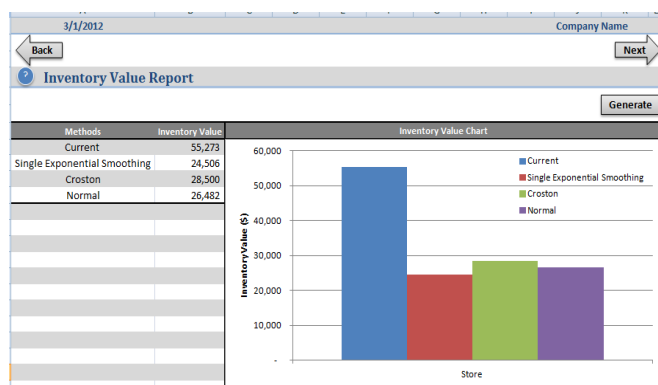 3/1/2012 Company Name
Back Next
? Inventory Value Report
Generate
Methods Inventory Value Inventory Value Chart
Current 55,273
Single Exponential Smoothing 24,506
Croston 28,500
Normal 26,482
60,000
50,000
40,000
30,000
20,000
10,000
-
Inventory Value ($)
Current
Single Exponential Smoothing
Croston
Normal
Store